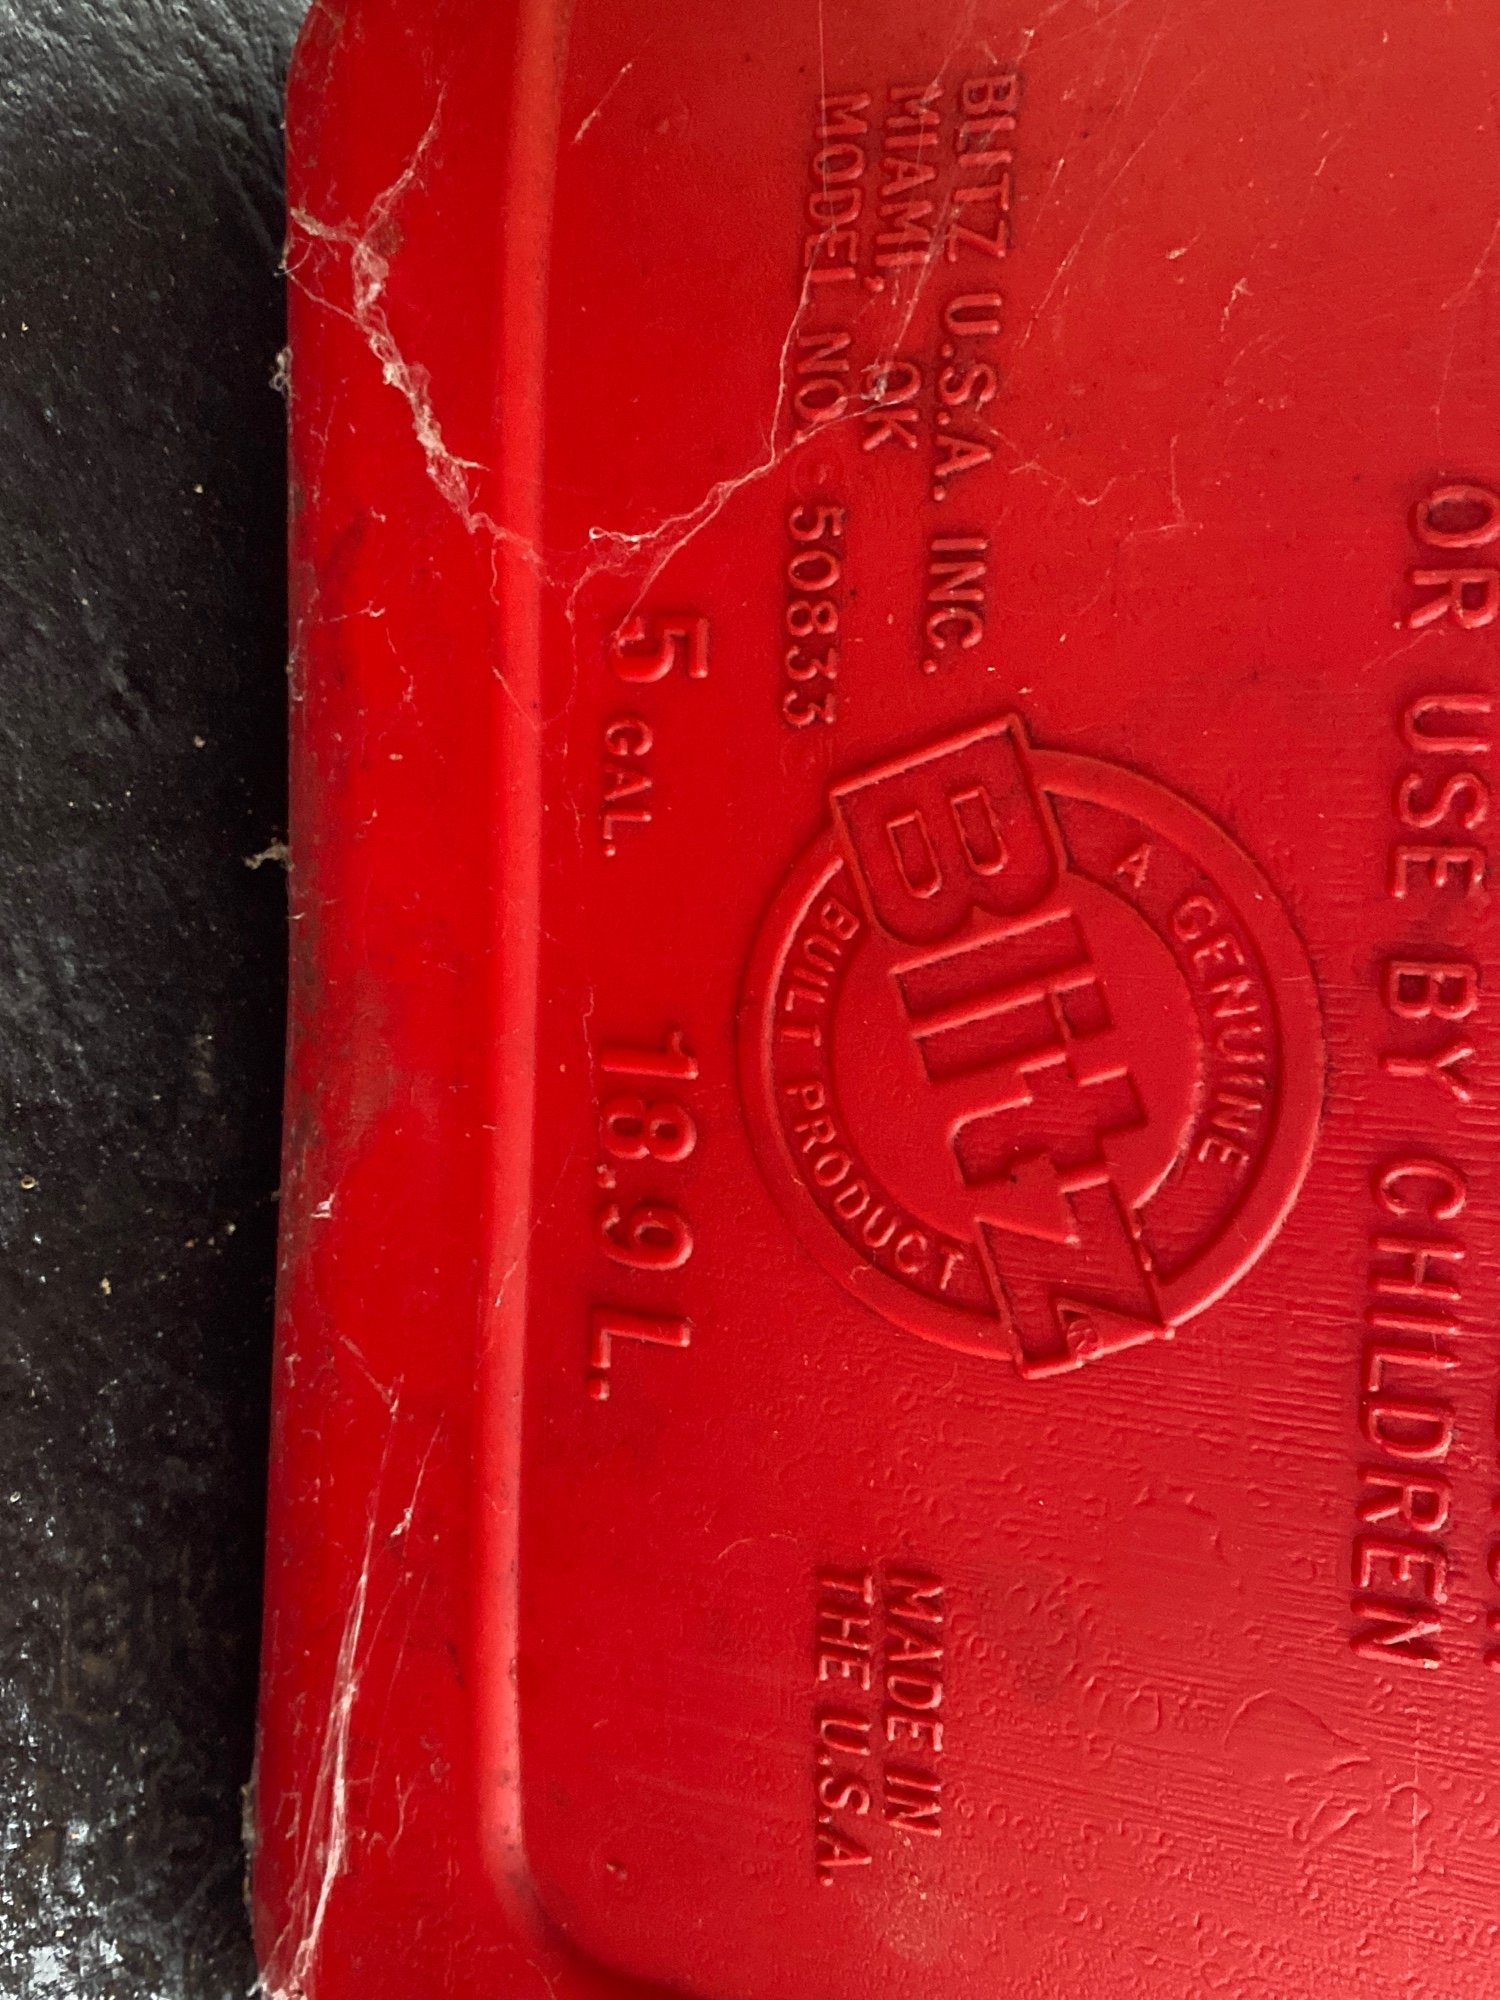 OR USE BY CHILDREN
BLITZ U.S.A. INC.
MIAMI, OK
MODEL NO. 50833
A GENUINE
Blitz®
BUILT PRODUCT
MADE IN
THE U.S.A.
5 GAL. 18.9 L.